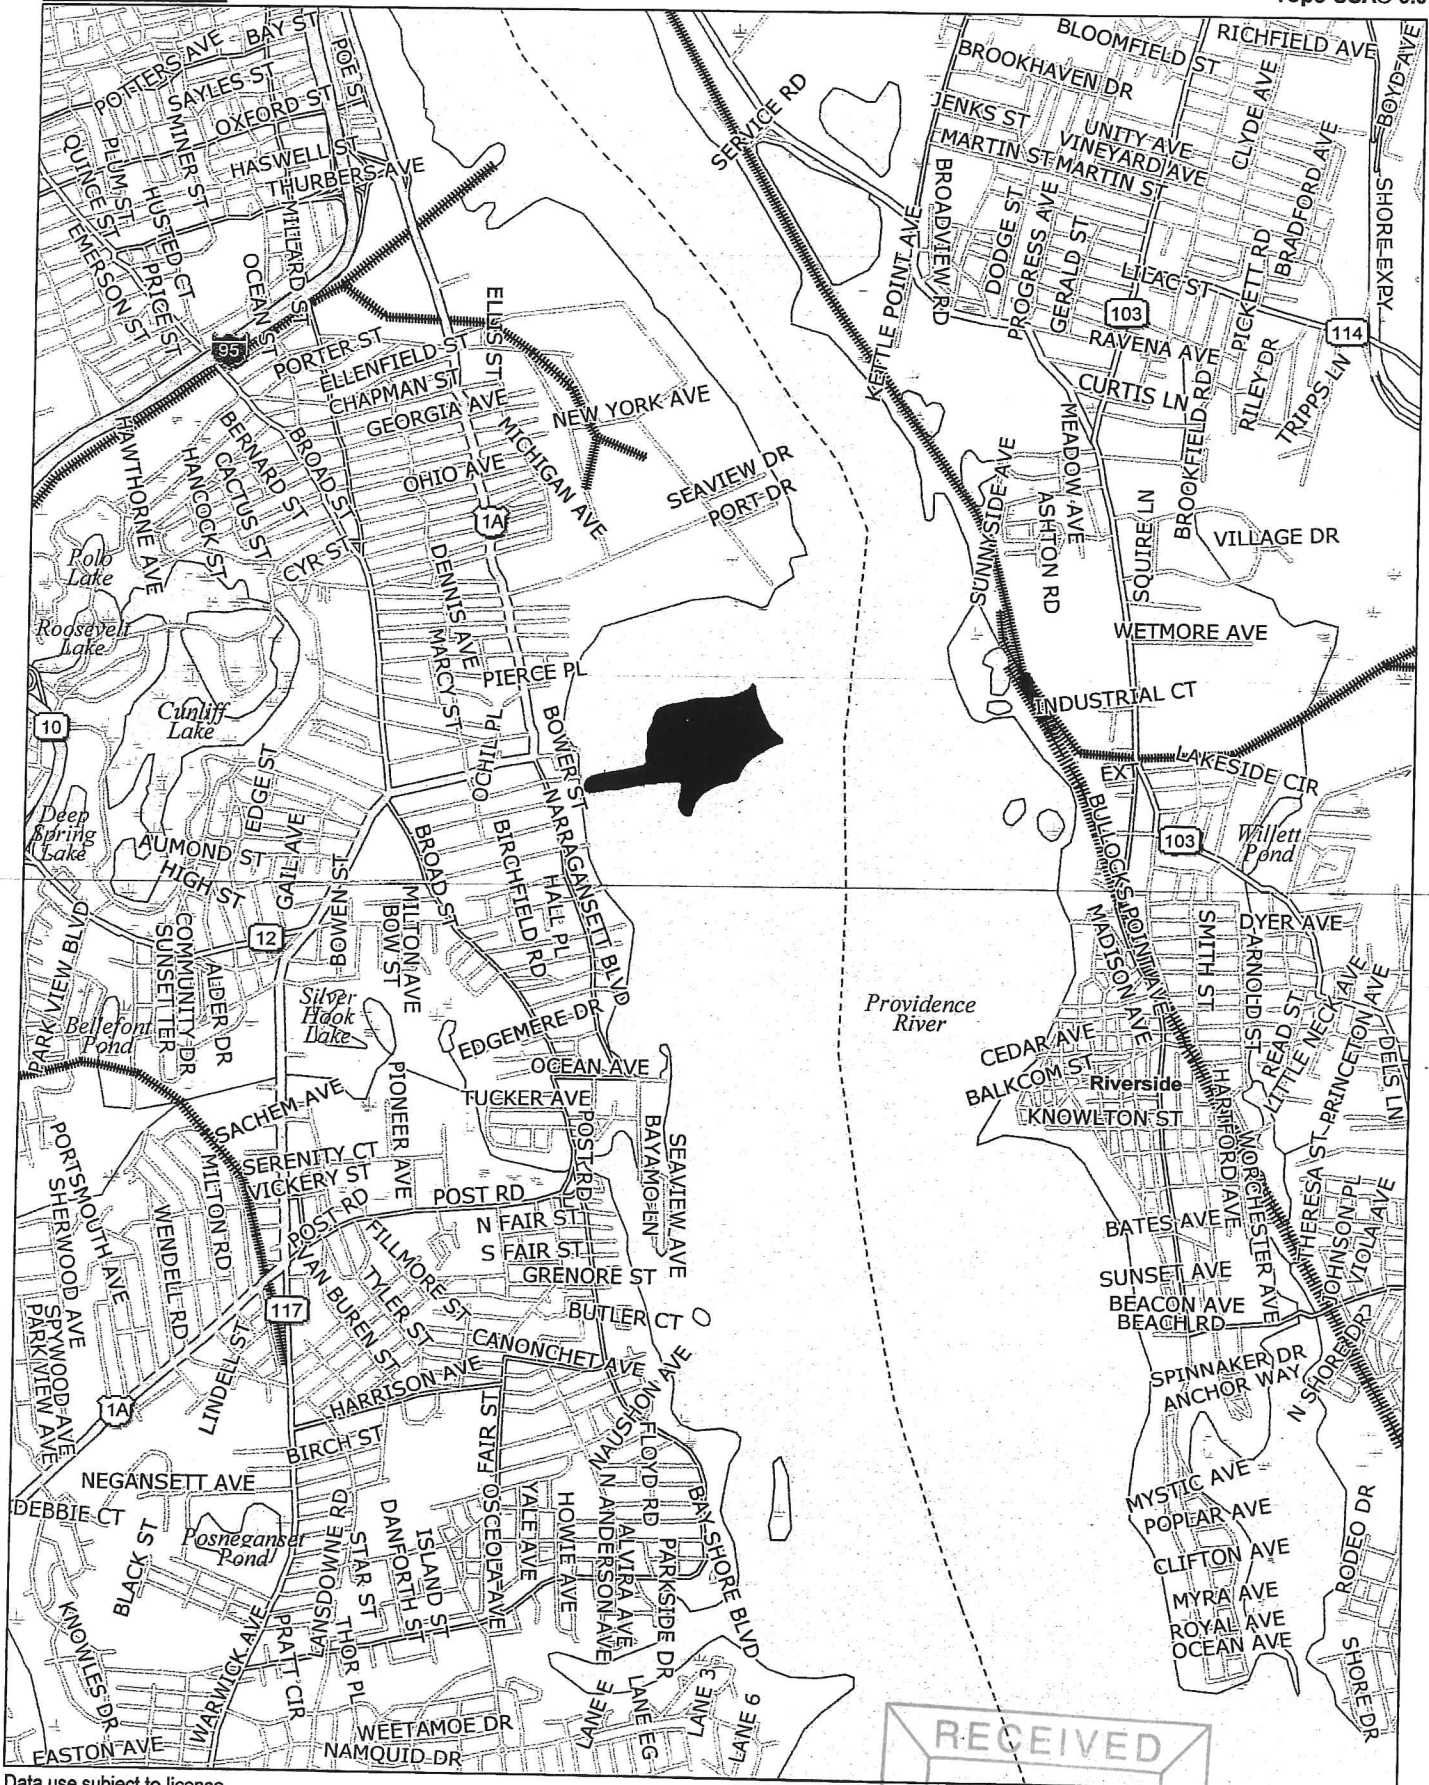 POTTERS AVE
BAY ST
POE ST
SAYLES ST
OXFORD ST
MINER ST
PLUM ST
QUINCE ST
HASWELL ST
THURBERS AVE
HUSTED CT
MILLARD ST
EMERSON ST
PRICE ST
OCEAN ST
95
PORTER ST
ELLENFIELD ST
ELLIS ST
CHAPMAN ST
GEORGIA AVE
NEW YORK AVE
MICHIGAN AVE
OHIO AVE
SEAVIEW DR
PORT DR
1A
HAWTHORNE AVE
HANCOCK ST
CACTUS ST
BERNARD ST
BROAD ST
CYR ST
Polo
Lake
Roosevelt
Lake
DENNIS AVE
MARCY ST
PIERCE PL
Cunliff
Lake
10
OCHIL PL
BOWER ST
NARRAGANSETT BLVD
EDGE ST
Deep
Spring
Lake
AUMOND ST
HIGH ST
GAIL AVE
BROAD ST
BIRCHFIELD RD
HALL PL
BOWEN ST
MILTON AVE
BOW ST
12
PARK VIEW BLVD
COMMUNITY DR
SUNSETTER
ALDER DR
Silver
Hook
Lake
Bellefont
Pond
EDGEMERE DR
OCEAN AVE
TUCKER AVE
PIONEER AVE
SACHEM AVE
SERENITY CT
VICKERY ST
POST RD
POST RD
POST RD
BAYAMO LN
SEAVIEW AVE
N FAIR ST
S FAIR ST
GRENORE ST
BUTLER CT
PORTSMOUTH AVE
SHERWOOD AVE
SPYWOOD AVE
PARK VIEW AVE
WENDELL RD
MILTON RD
FILLMORE ST
TYLER ST
VAN BUREN ST
117
LINDELL ST
CANONCHET AVE
HARRISON AVE
NAUSHON AVE
1A
BIRCH ST
FAIR ST
FLOYD RD
NEGANSETT AVE
DEBBIE CT
BLACK ST
Posneganset
Pond
LANSDOWNE RD
STAR ST
DANFORTH ST
ISLAND ST
OSCEOLA AVE
YALE AVE
HOWIE AVE
N ANDERSON AVE
ALVIRA AVE
PARKSIDE DR
BAY SHORE BLVD
KNOWLES DR
WARWICK AVE
PRATT CIR
THOR PL
WEETAMOE DR
NAMQUID DR
EASTON AVE
LANE E
LANE EG
LANE 3
LANE 6
Providence
River
SERVICE RD
BLOOMFIELD ST
RICHFIELD AVE
BOYD AVE
BROOKHAVEN DR
JENKS ST
UNITY AVE
VINEYARD AVE
CLYDE AVE
MARTIN ST
MARTIN ST
BRADFORD AVE
BROADVIEW RD
DODGE ST
PROGRESS AVE
GERALD ST
SHORE EXPY
KETTLE POINT AVE
LILAC ST
PICKETT RD
103
114
RAVENA AVE
CURTIS LN
RILEY DR
TRIPPS LN
BROOKFIELD RD
MEADOW AVE
SUNNYSIDE AVE
ASHTON RD
SQUIRE LN
VILLAGE DR
WETMORE AVE
INDUSTRIAL CT
EXT
LAKESIDE CIR
103
Willett
Pond
BULLOCKS POINT AVE
MADISON AVE
SMITH ST
DYER AVE
ARNOLD ST
READ ST
LITTLE NECK AVE
PRINCETON AVE
DELS LN
CEDAR AVE
BALKCOM ST
Riverside
KNOWLTON ST
HARTFORD AVE
WORCHESTER AVE
THERESA ST
JOHNSON PL
VIOLA AVE
BATES AVE
SUNSET AVE
BEACON AVE
BEACH RD
SPINNAKER DR
ANCHOR WAY
N SHORE DR
MYSTIC AVE
POPLAR AVE
CLIFTON AVE
MYRA AVE
ROYAL AVE
OCEAN AVE
RODEO DR
SHORE DR
RECEIVED
Data use subject to license